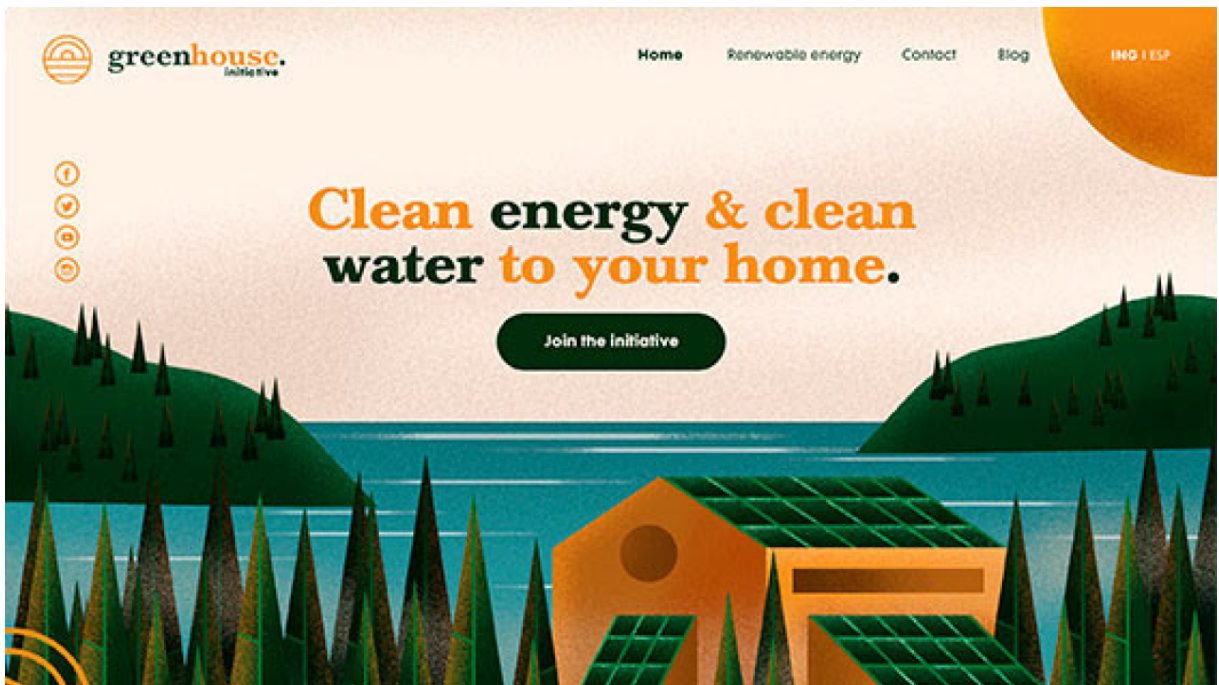 greenhouse.
initiative
Home Renewable energy Contact Blog ING | ESP
Clean energy & clean
water to your home.
Join the initiative